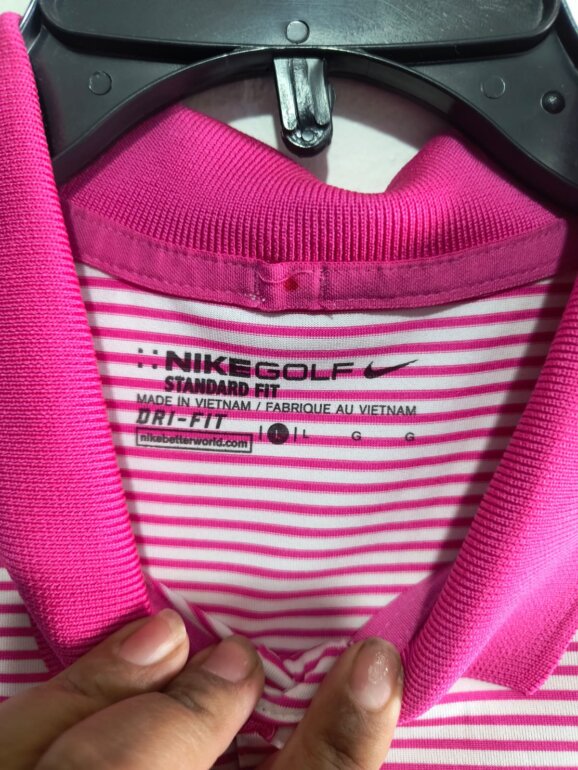 NIKEGOLF
STANDARD FIT
MADE IN VIETNAM / FABRIQUE AU VIETNAM
DRI-FIT
nikebetterworld.com | L | L G G